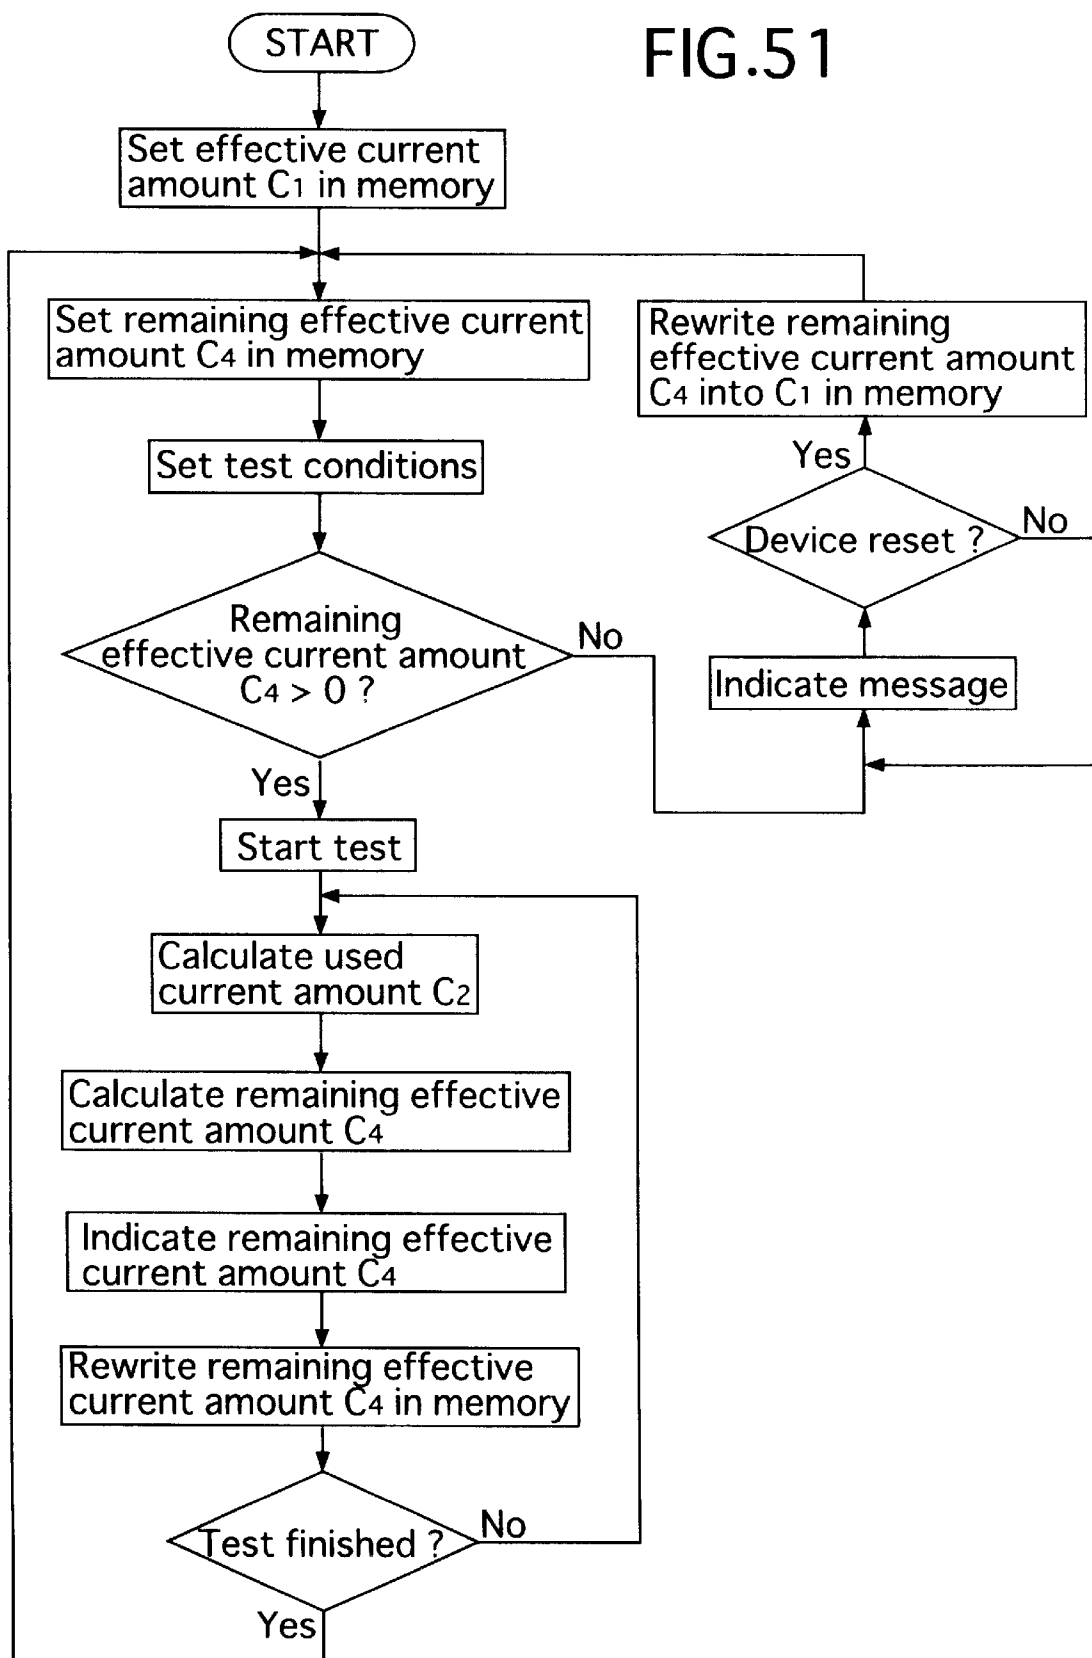 START
FIG.51
Set effective current
amount C1 in memory
Set remaining effective current
amount C4 in memory
Set test conditions
Remaining
effective current amount
C4 > 0 ?
No
Yes
Start test
Calculate used
current amount C2
Calculate remaining effective
current amount C4
Indicate remaining effective
current amount C4
Rewrite remaining effective
current amount C4 in memory
Test finished ?
No
Yes
Rewrite remaining
effective current amount
C4 into C1 in memory
Yes
Device reset ?
No
Indicate message